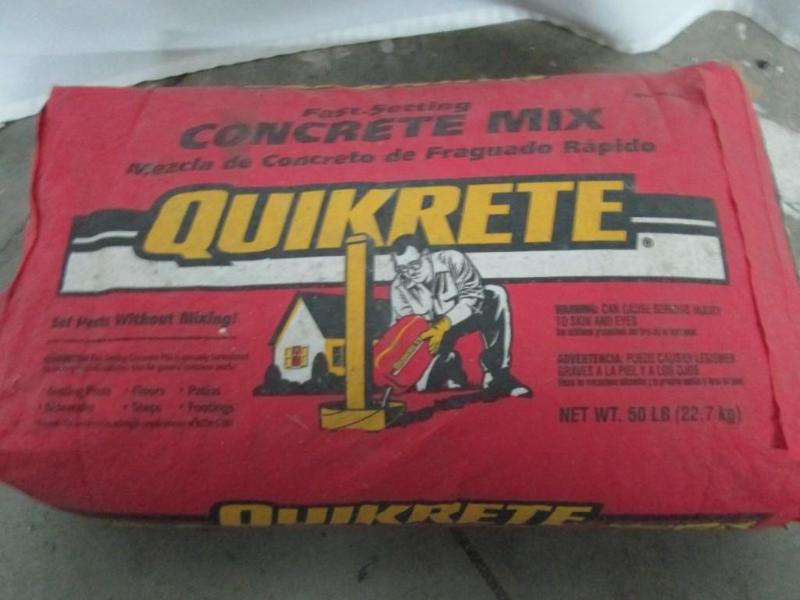 Fast-Setting
CONCRETE MIX
Mezcla de Concreto de Fraguado Rápido
QUIKRETE®
Set Posts Without Mixing!
• Setting Posts • Floors • Patios
• Sidewalks • Steps • Footings
WARNING: CAN CAUSE SERIOUS INJURY
TO SKIN AND EYES
ADVERTENCIA: PUEDE CAUSAR LESIONES
GRAVES A LA PIEL Y A LOS OJOS
NET WT. 50 LB (22.7 kg)
QUIKRETE